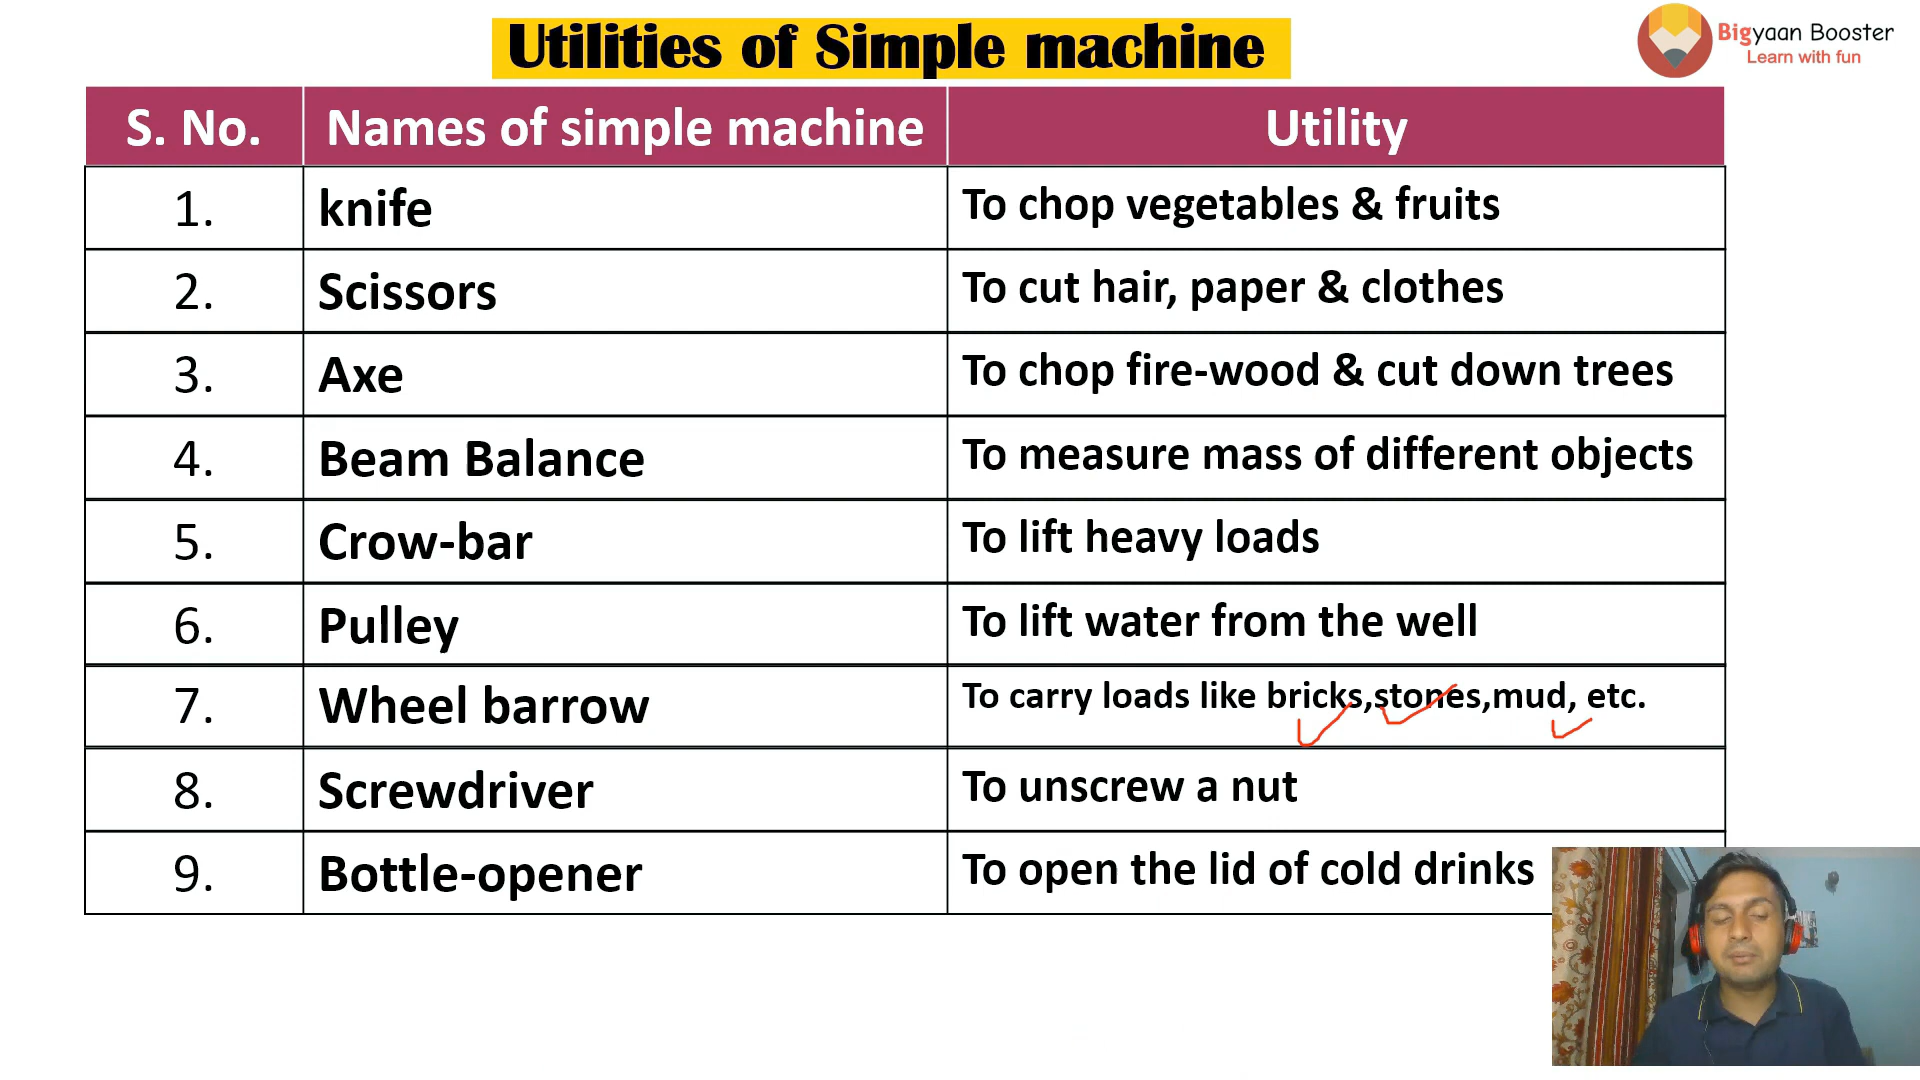 Utilities of Simple machine
Bigyaan Booster
Learn with fun
S. No. Names of simple machine Utility
1. knife To chop vegetables & fruits
2. Scissors To cut hair, paper & clothes
3. Axe To chop fire-wood & cut down trees
4. Beam Balance To measure mass of different objects
5. Crow-bar To lift heavy loads
6. Pulley To lift water from the well
7. Wheel barrow To carry loads like bricks,stones,mud, etc.
8. Screwdriver To unscrew a nut
9. Bottle-opener To open the lid of cold drinks